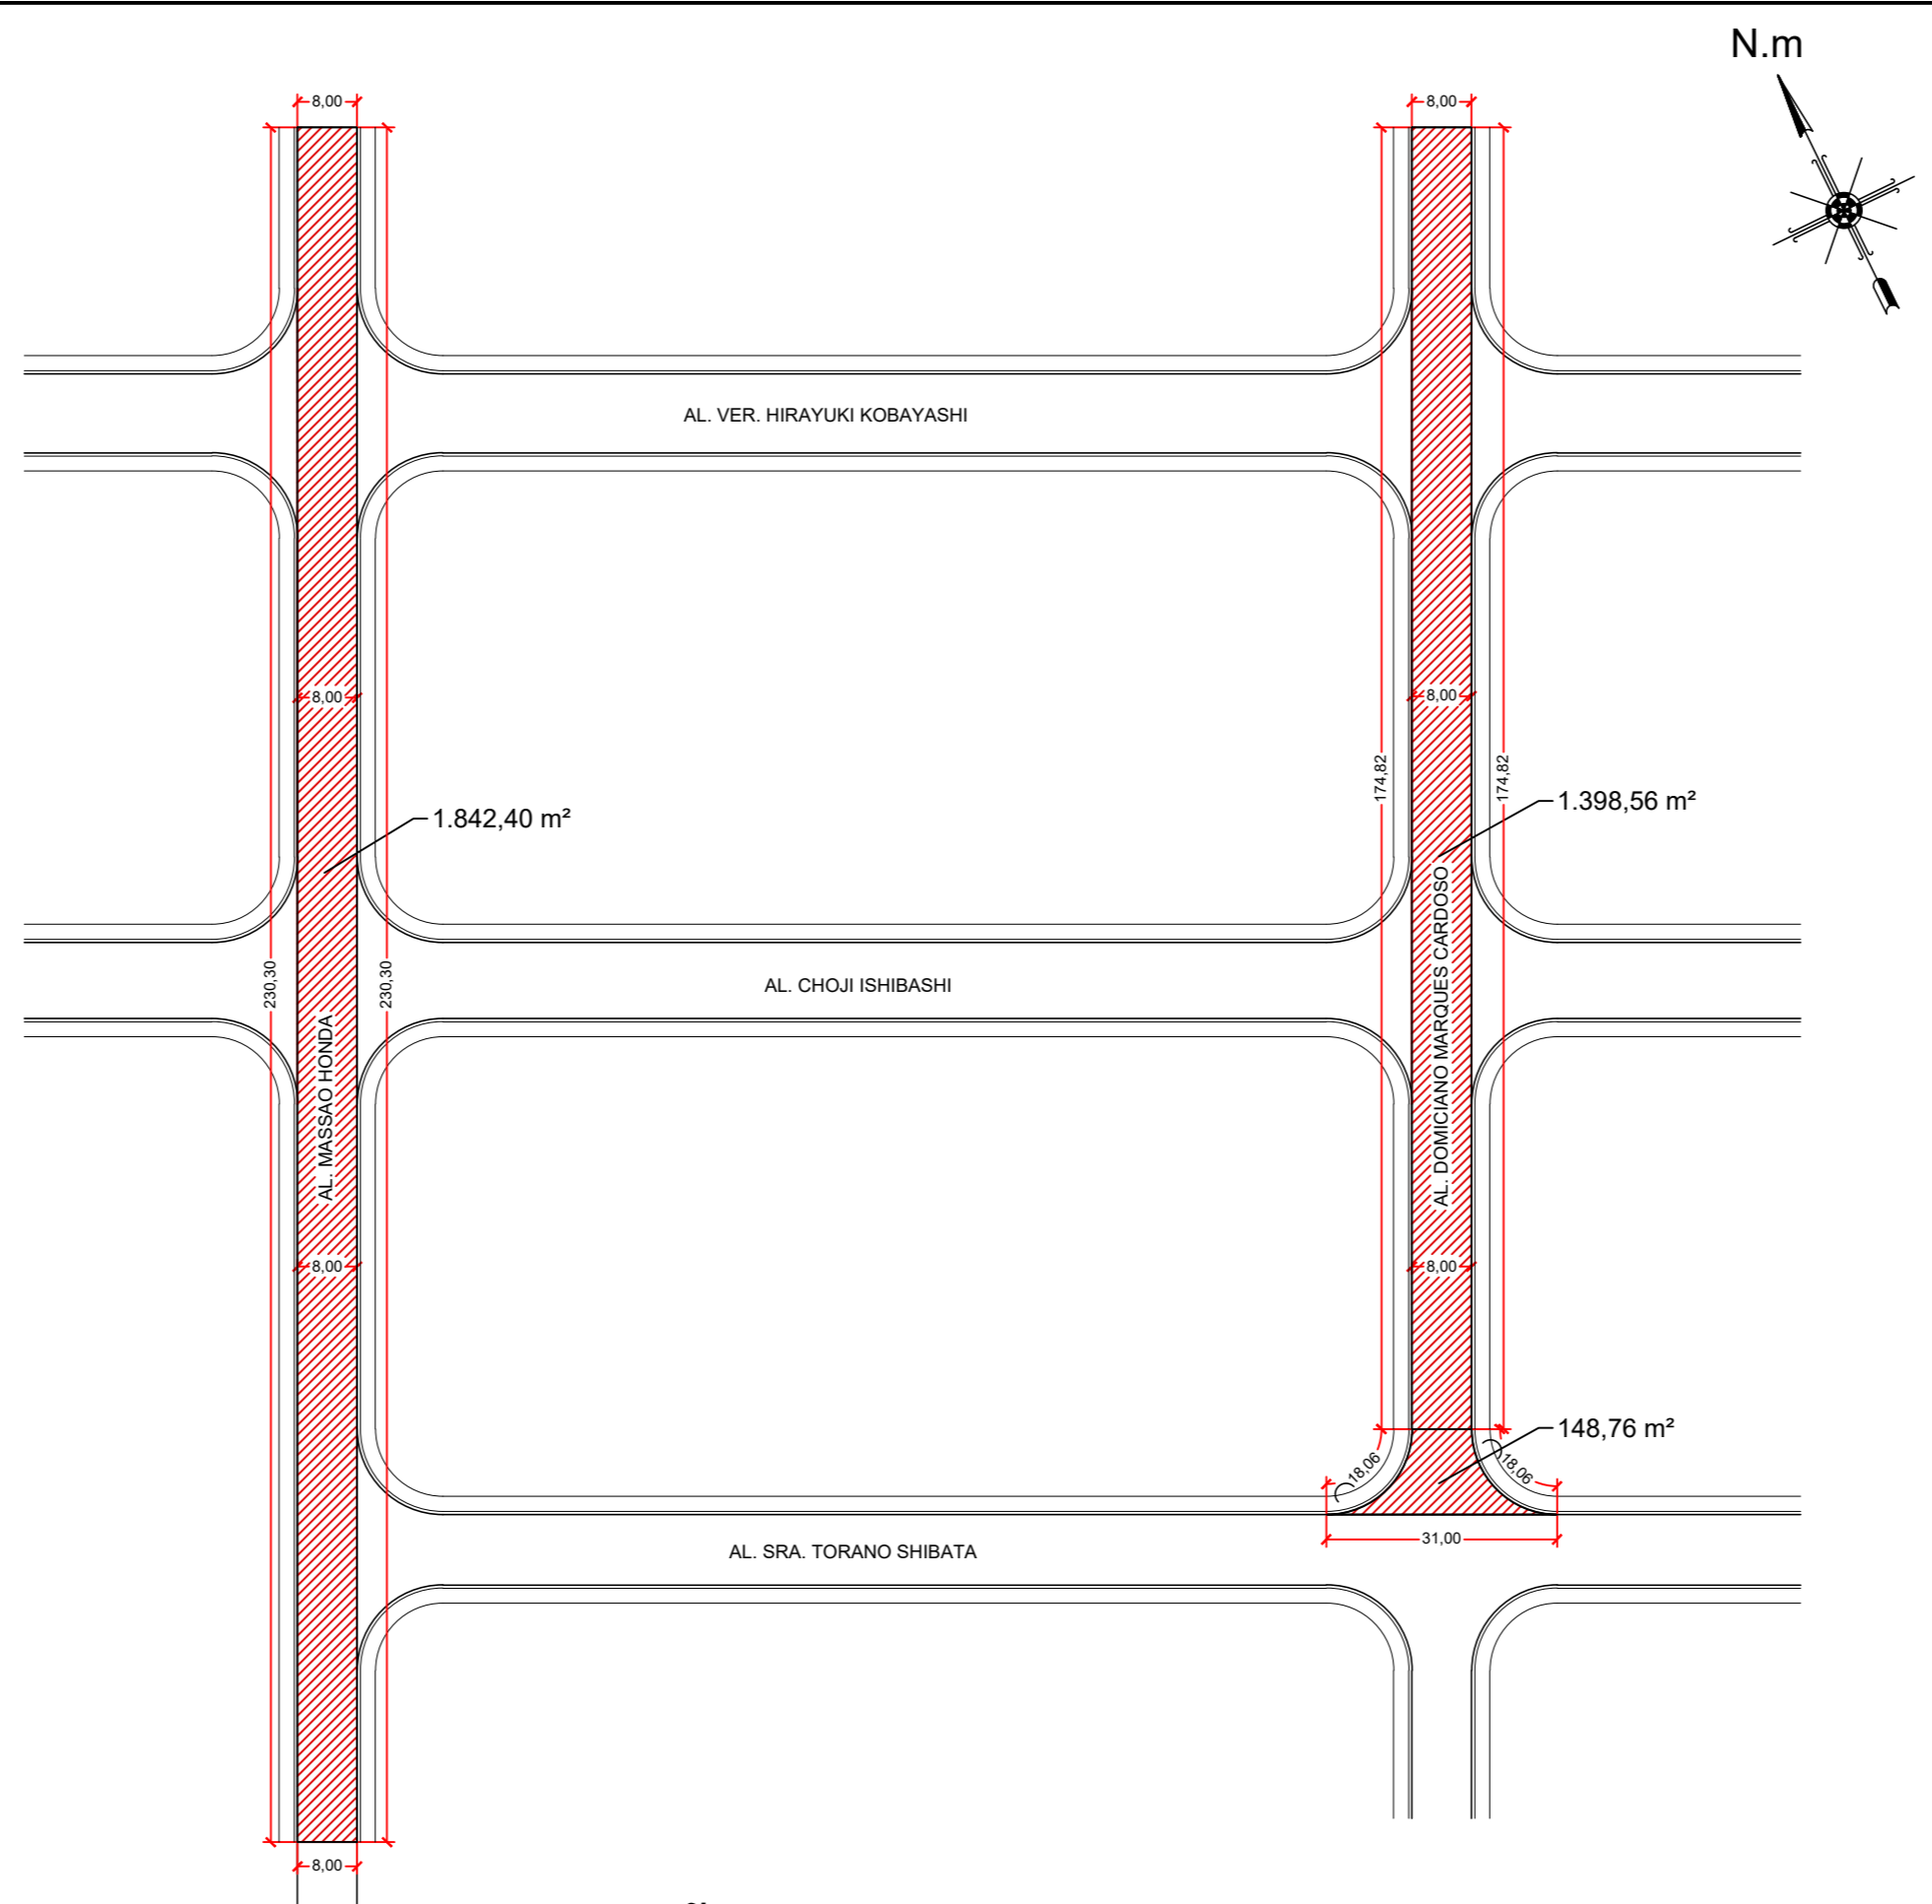 N.m
8,00
8,00
AL. VER. HIRAYUKI KOBAYASHI
8,00
8,00
174,82
174,82
1.842,40 m²
1.398,56 m²
AL. DOMICIANO MARQUES CARDOSO
230,30
230,30
AL. CHOJI ISHIBASHI
AL. MASSAO HONDA
8,00
8,00
148,76 m²
18,06
18,06
31,00
AL. SRA. TORANO SHIBATA
8,00